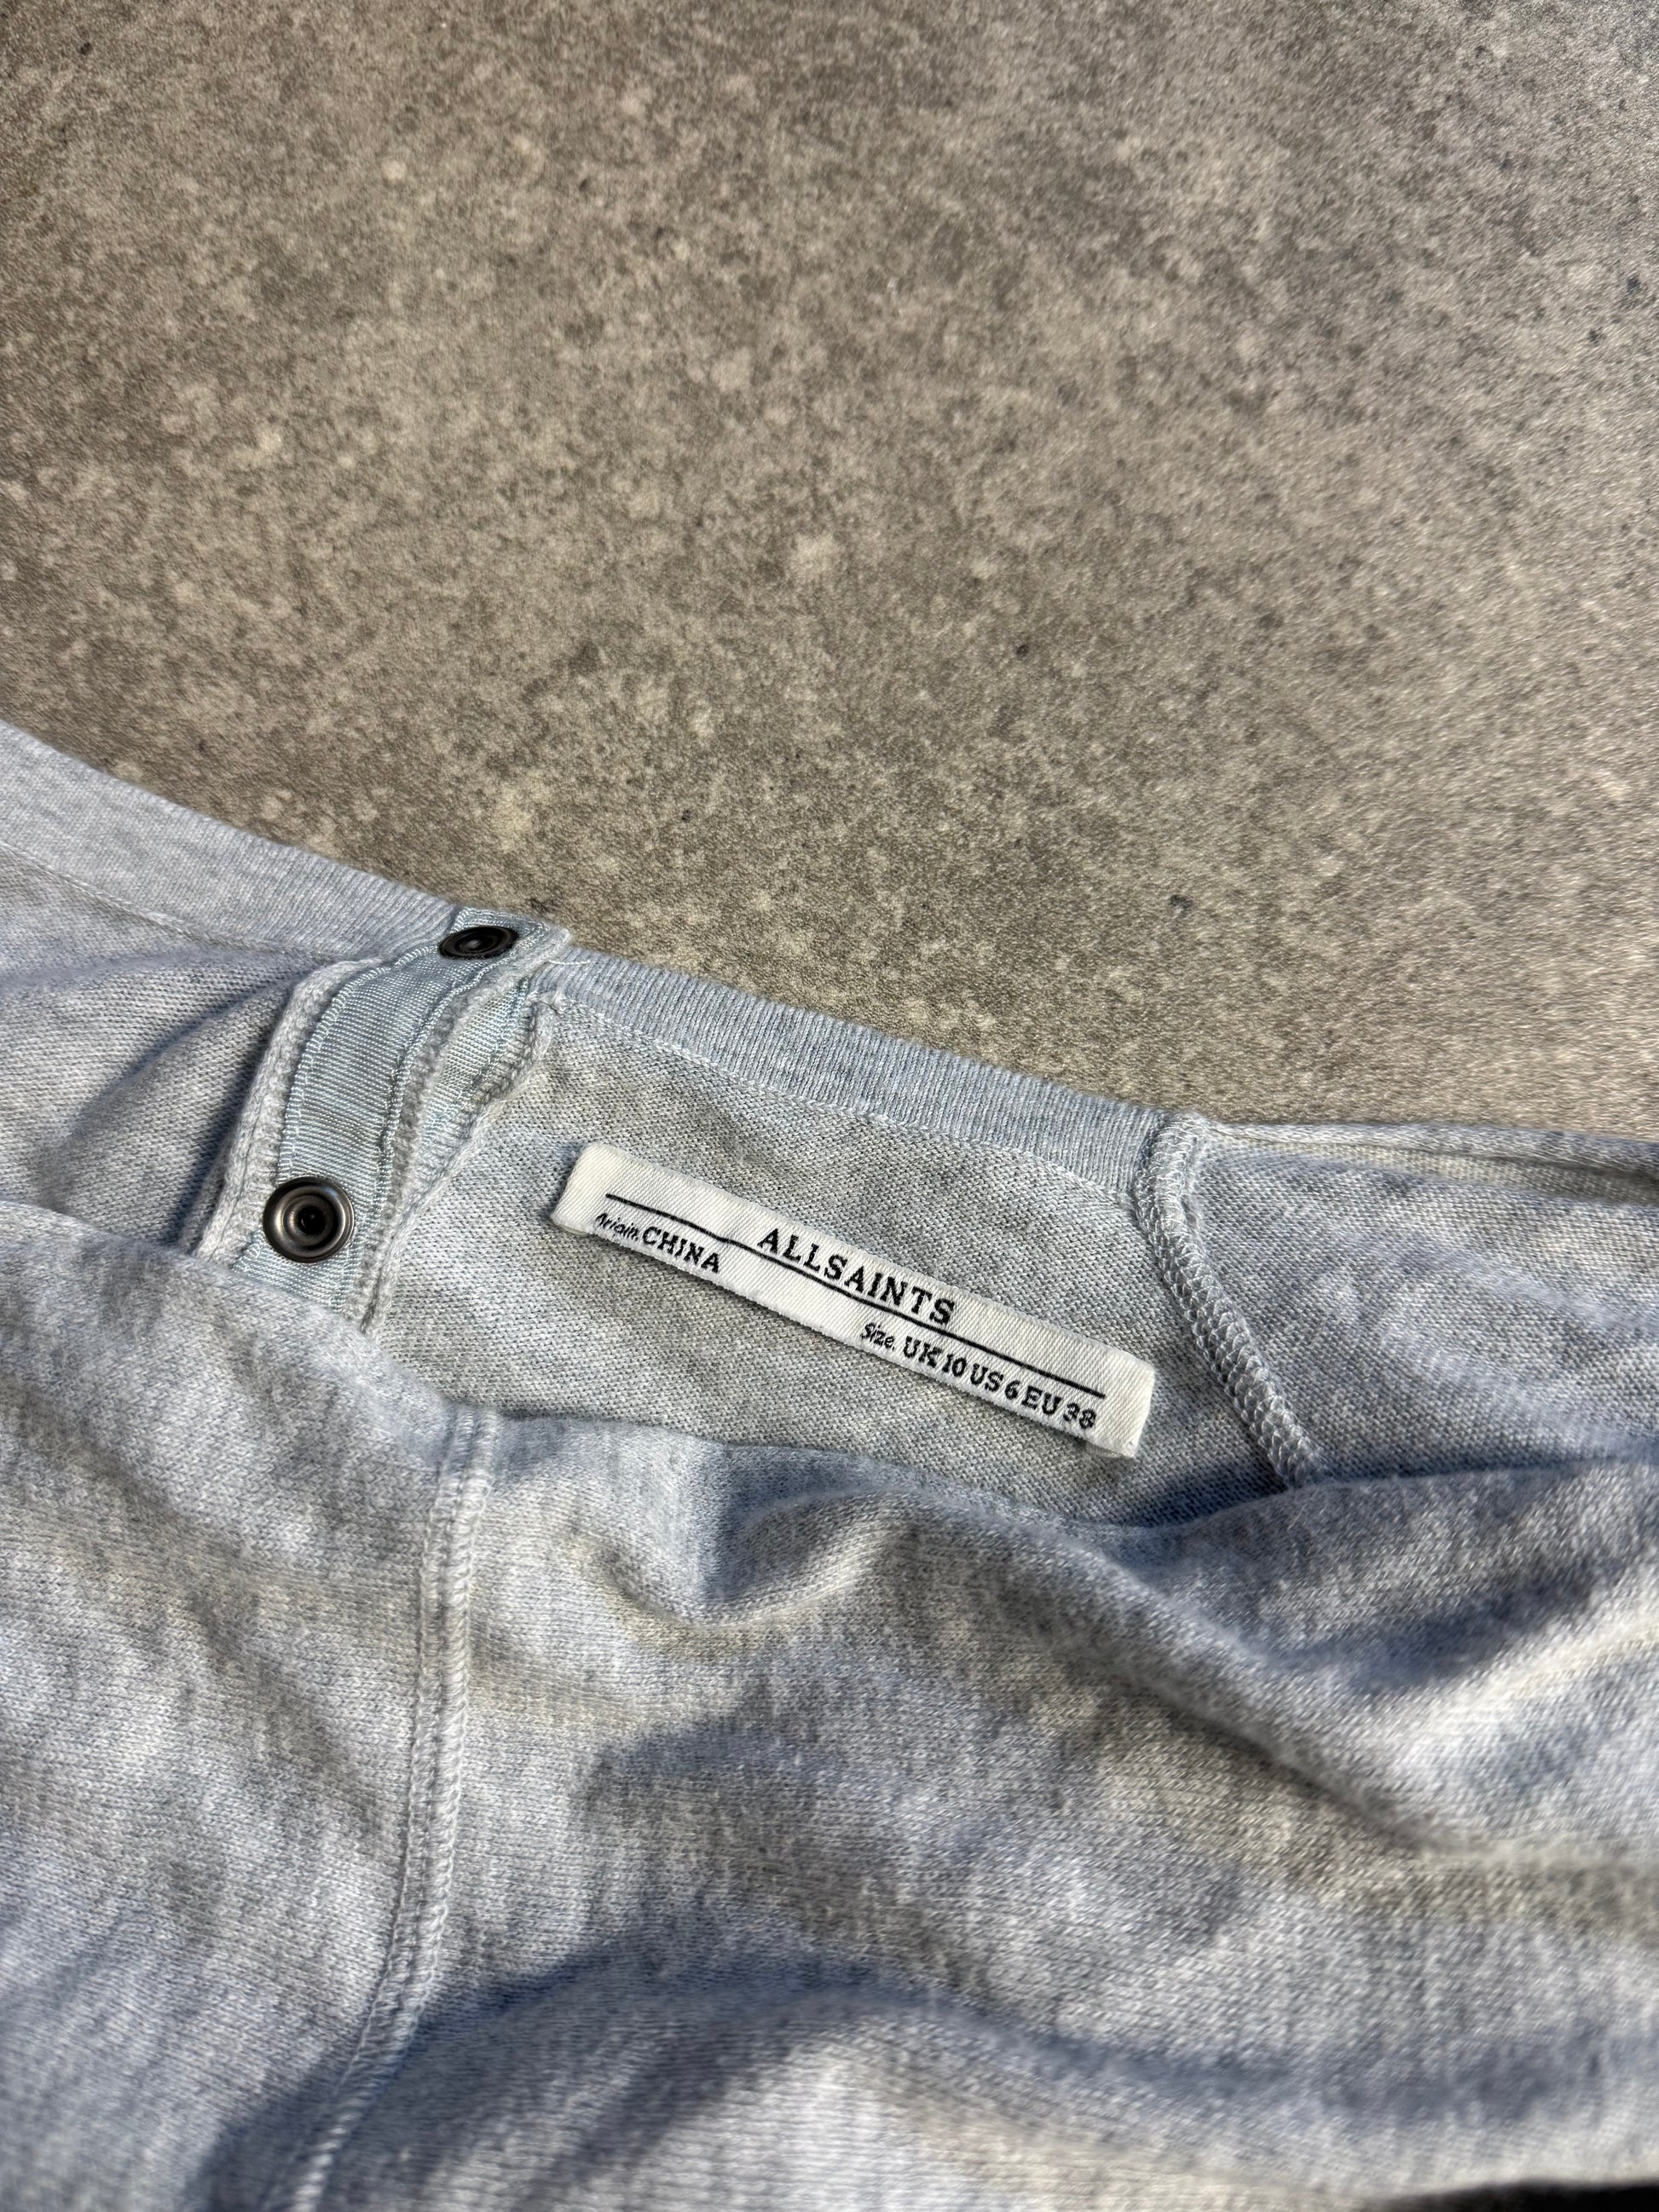 ALLSAINTS
Origin. CHINA
Size. UK 10 US 6 EU 38